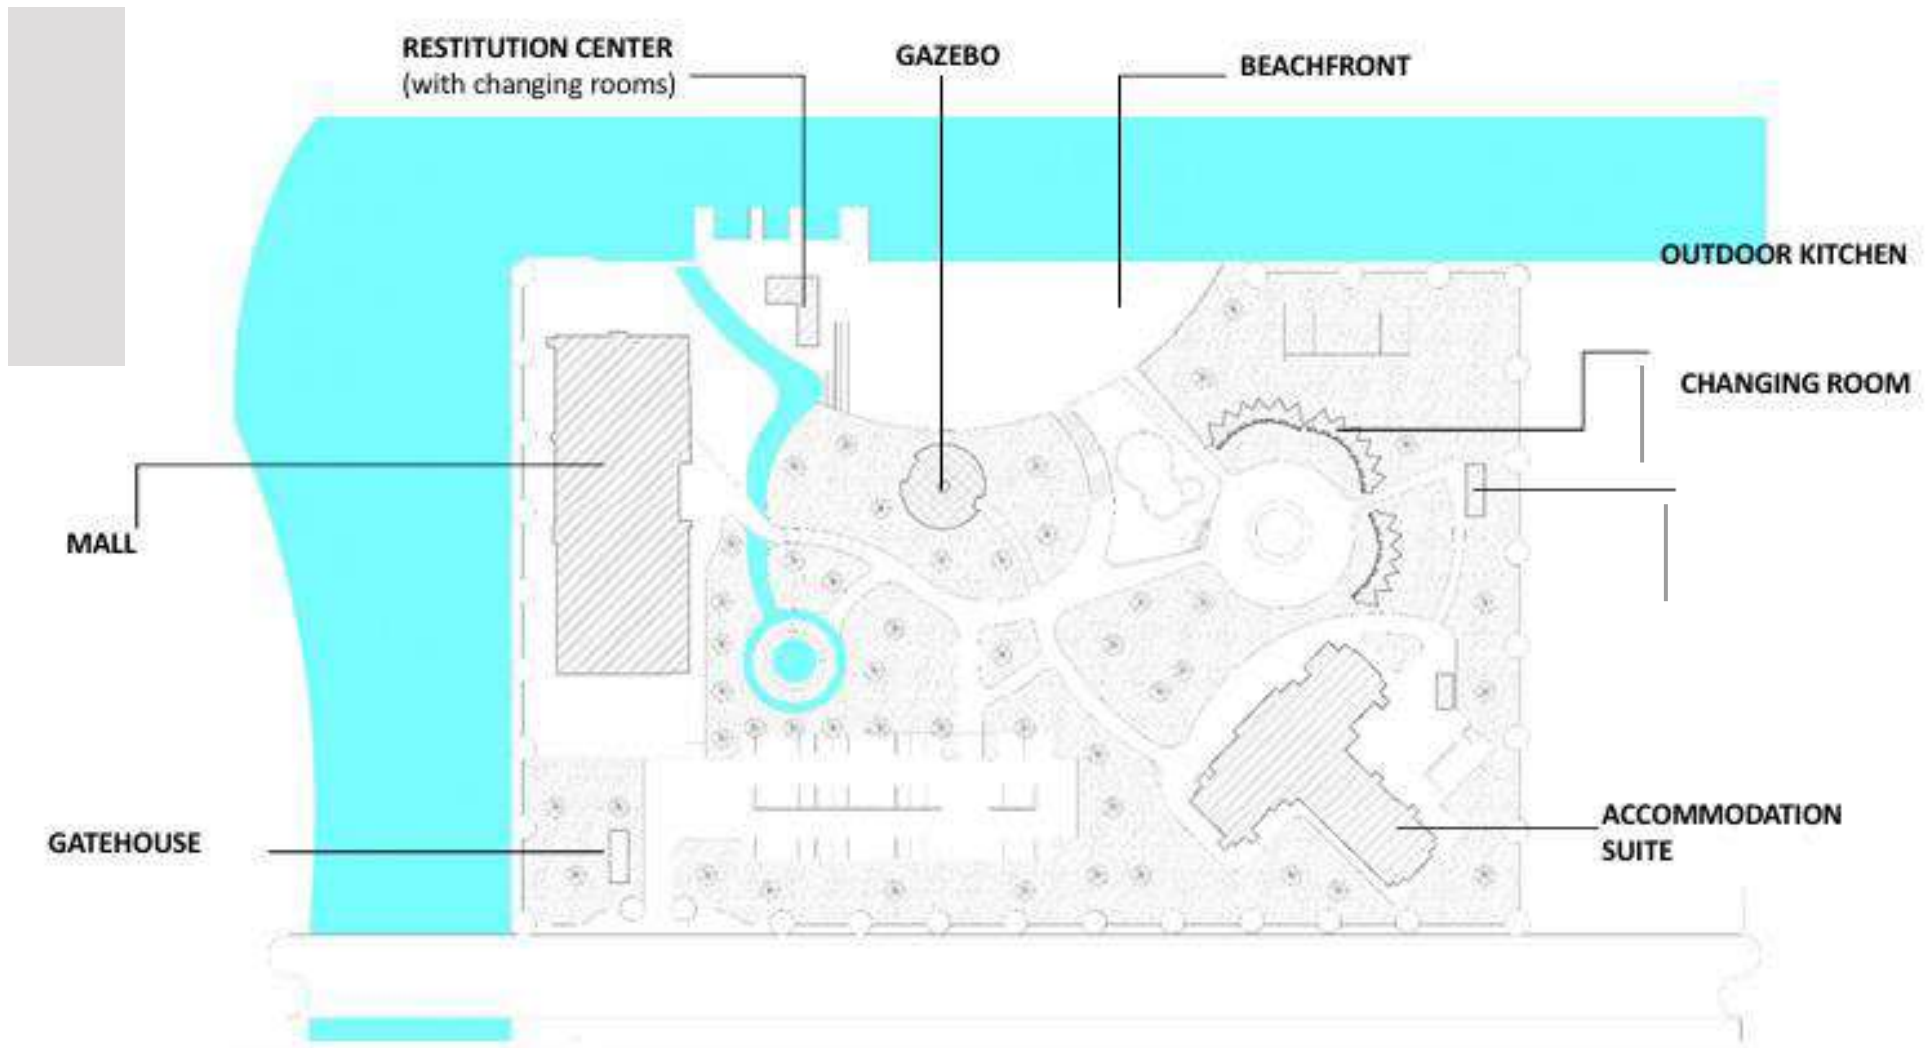 RESTITUTION CENTER
(with changing rooms)
GAZEBO
BEACHFRONT
OUTDOOR KITCHEN
CHANGING ROOM
MALL
GATEHOUSE
ACCOMMODATION
SUITE